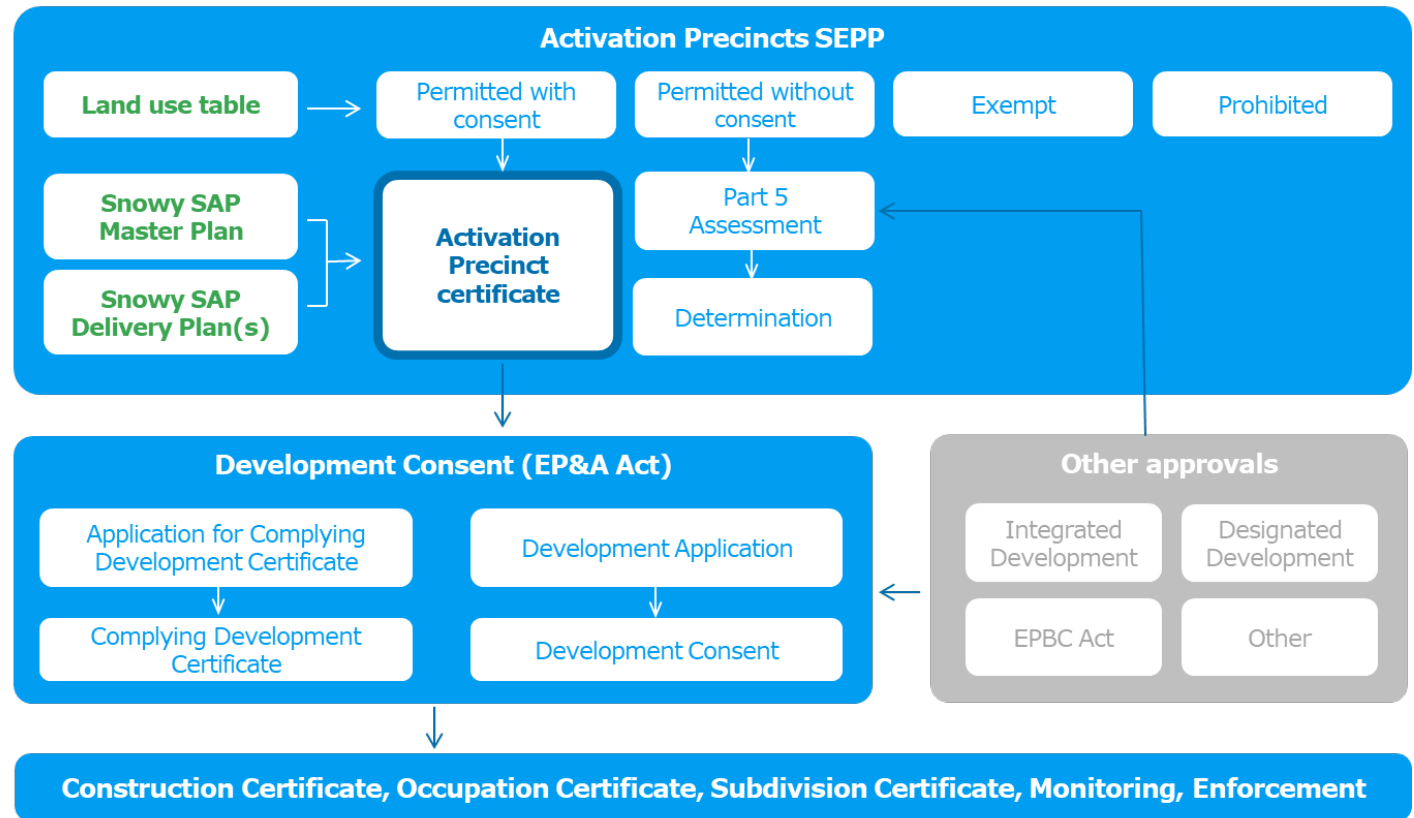 Activation Precincts SEPP
Land use table
Permitted with
consent
Permitted without
consent
Exempt
Prohibited
Snowy SAP
Master Plan
Snowy SAP
Delivery Plan(s)
Activation
Precinct
certificate
Part 5
Assessment
Determination
Development Consent (EP&A Act)
Application for Complying
Development Certificate
Complying Development
Certificate
Development Application
Development Consent
Other approvals
Integrated
Development
Designated
Development
EPBC Act
Other
Construction Certificate, Occupation Certificate, Subdivision Certificate, Monitoring, Enforcement